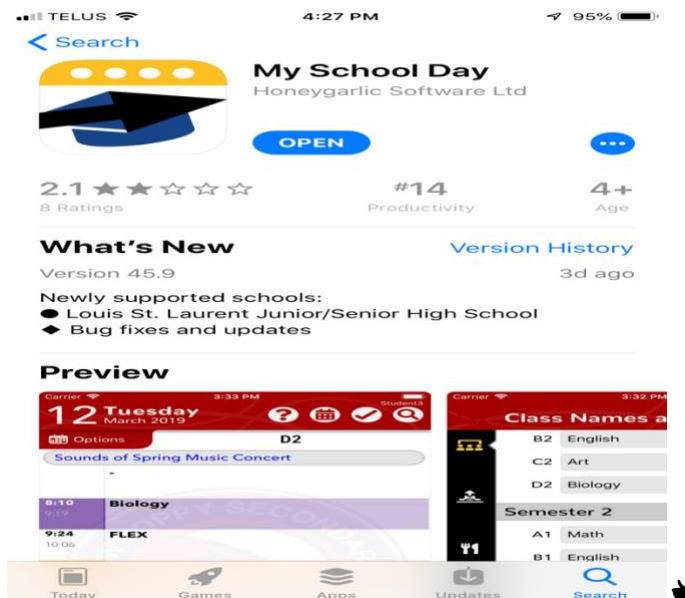 TELUS 4:27 PM 95%
Search
My School Day
Honeygarlic Software Ltd
OPEN
2.1 #14 4+
8 Ratings Productivity Age
What's New Version History
Version 45.9 3d ago
Newly supported schools:
● Louis St. Laurent Junior/Senior High School
◆ Bug fixes and updates
Preview
Carrier 3:33 PM
Student3
12 Tuesday
March 2019
Options D2
Sounds of Spring Music Concert
-
8:10 Biology
9:19
9:24 FLEX
10:06
Carrier 3:32 PM
Class Names a
B2 English
C2 Art
D2 Biology
Semester 2
A1 Math
B1 English
Today Games Apps Updates Search